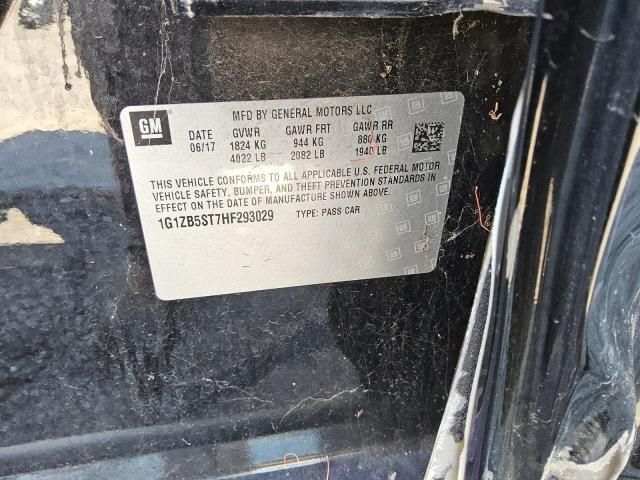 MFD BY GENERAL MOTORS LLC
GM
DATE GVWR GAWR FRT GAWR RR
06/17 1824 KG 944 KG 880 KG
4022 LB 2082 LB 1940 LB
THIS VEHICLE CONFORMS TO ALL APPLICABLE U.S. FEDERAL MOTOR
VEHICLE SAFETY, BUMPER, AND THEFT PREVENTION STANDARDS IN
EFFECT ON THE DATE OF MANUFACTURE SHOWN ABOVE.
1G1ZB5ST7HF293029 TYPE: PASS CAR